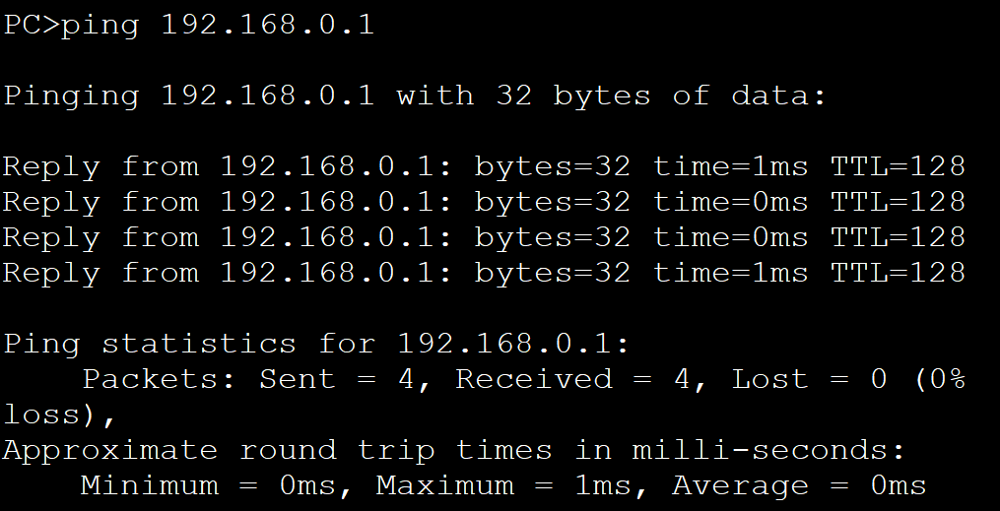 PC>ping 192.168.0.1
Pinging 192.168.0.1 with 32 bytes of data:
Reply from 192.168.0.1: bytes=32 time=1ms TTL=128
Reply from 192.168.0.1: bytes=32 time=0ms TTL=128
Reply from 192.168.0.1: bytes=32 time=0ms TTL=128
Reply from 192.168.0.1: bytes=32 time=1ms TTL=128
Ping statistics for 192.168.0.1:
    Packets: Sent = 4, Received = 4, Lost = 0 (0%
loss),
Approximate round trip times in milli-seconds:
    Minimum = 0ms, Maximum = 1ms, Average = 0ms